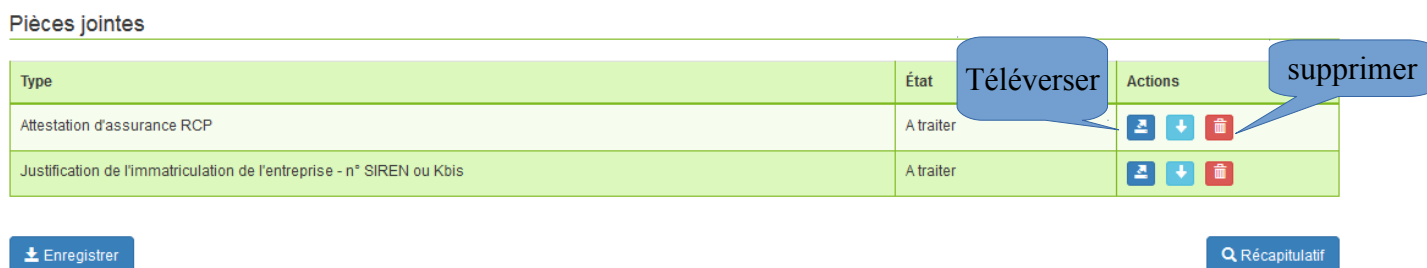 Pièces jointes
Type État Téléverser Actions supprimer
Attestation d'assurance RCP A traiter
Justification de l'immatriculation de l'entreprise - n° SIREN ou Kbis A traiter
Enregistrer Récapitulatif